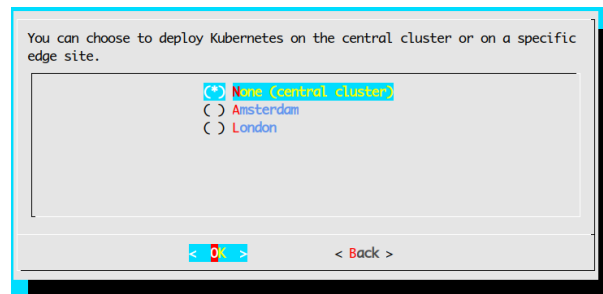 You can choose to deploy Kubernetes on the central cluster or on a specific
edge site.
(*) None (central cluster)
( ) Amsterdam
( ) London
< OK > < Back >